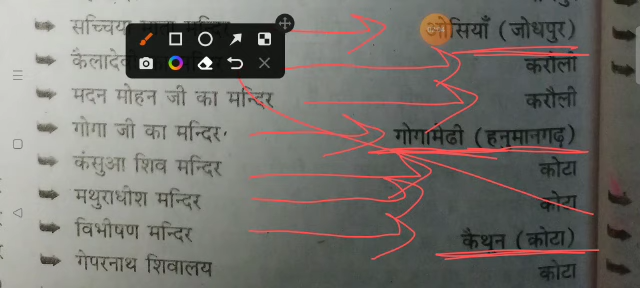 सच्चियाय माता मन्दिर ओसियाँ (जोधपुर)
कैलादेवी करौली
मदन मोहन जी का मन्दिर करौली
गोगा जी का मन्दिर गोगामेढी (हनुमानगढ़)
कंसुआ शिव मन्दिर कोटा
मथुराधीश मन्दिर कोटा
विभीषण मन्दिर कैथुन (कोटा)
गेपरनाथ शिवालय कोटा